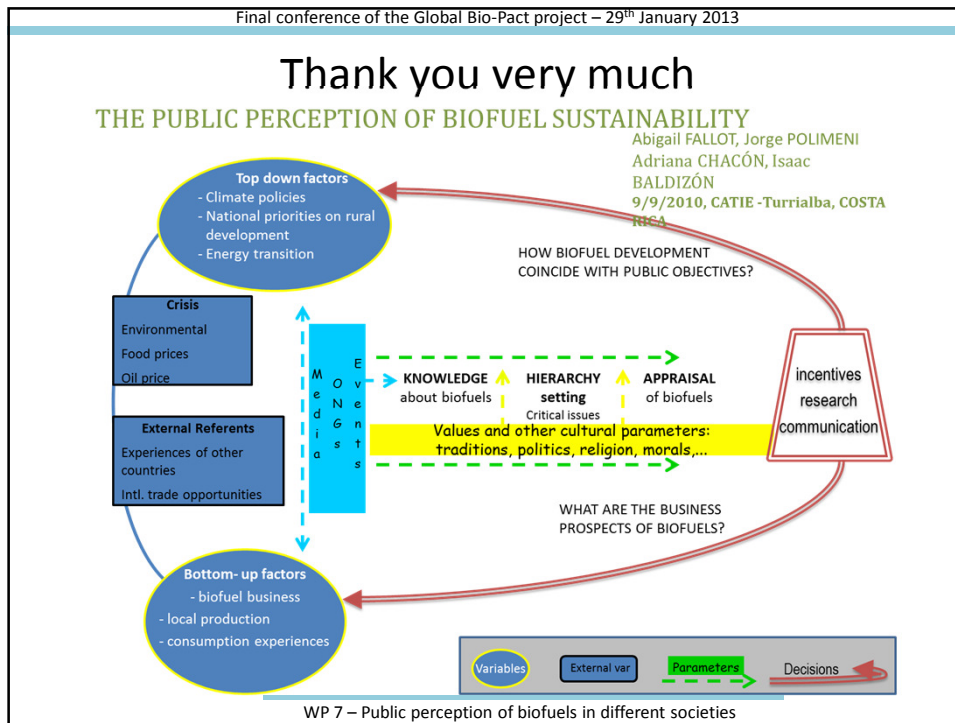 Final conference of the Global Bio-Pact project – 29th January 2013
Thank you very much
THE PUBLIC PERCEPTION OF BIOFUEL SUSTAINABILITY
Abigail FALLOT, Jorge POLIMENI
Adriana CHACÓN, Isaac
BALDIZÓN
9/9/2010, CATIE -Turrialba, COSTA
RICA
Top down factors
- Climate policies
- National priorities on rural
development
- Energy transition
HOW BIOFUEL DEVELOPMENT
COINCIDE WITH PUBLIC OBJECTIVES?
Crisis
Environmental
Food prices
Oil price
External Referents
Experiences of other
countries
Intl. trade opportunities
Media
ONGs
Events
KNOWLEDGE
about biofuels
HIERARCHY
setting
Critical issues
APPRAISAL
of biofuels
Values and other cultural parameters:
traditions, politics, religion, morals,...
incentives
research
communication
WHAT ARE THE BUSINESS
PROSPECTS OF BIOFUELS?
Bottom- up factors
- biofuel business
- local production
- consumption experiences
Variables
External var
Parameters
Decisions
WP 7 – Public perception of biofuels in different societies